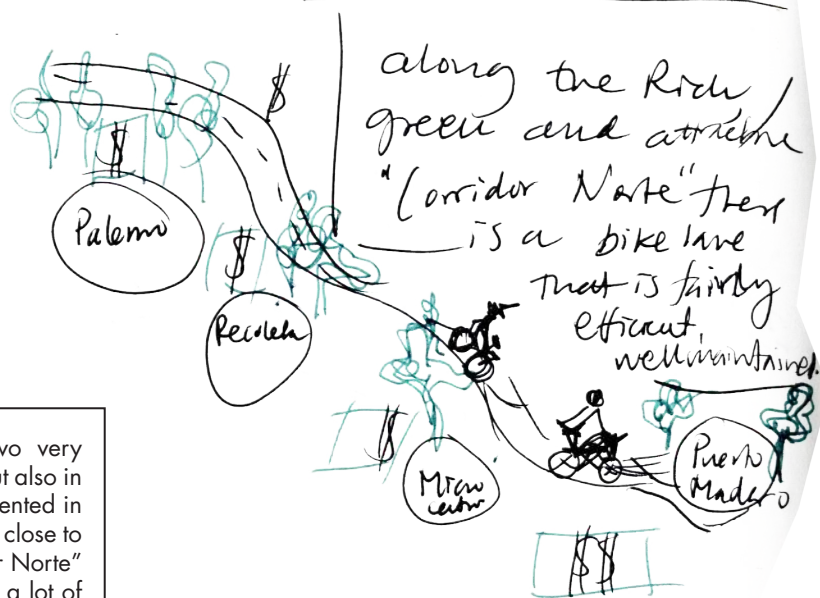 along the Rich
green and attractive
"Corridor Norte" there
is a bike lane
that is fairly
efficient,
wellmaintained.
$
$
Palermo
$
Recoleta
$
Micro
centro
Puerto
Madero
$$
vo very
ut also in
ented in
close to
Norte"
a lot of